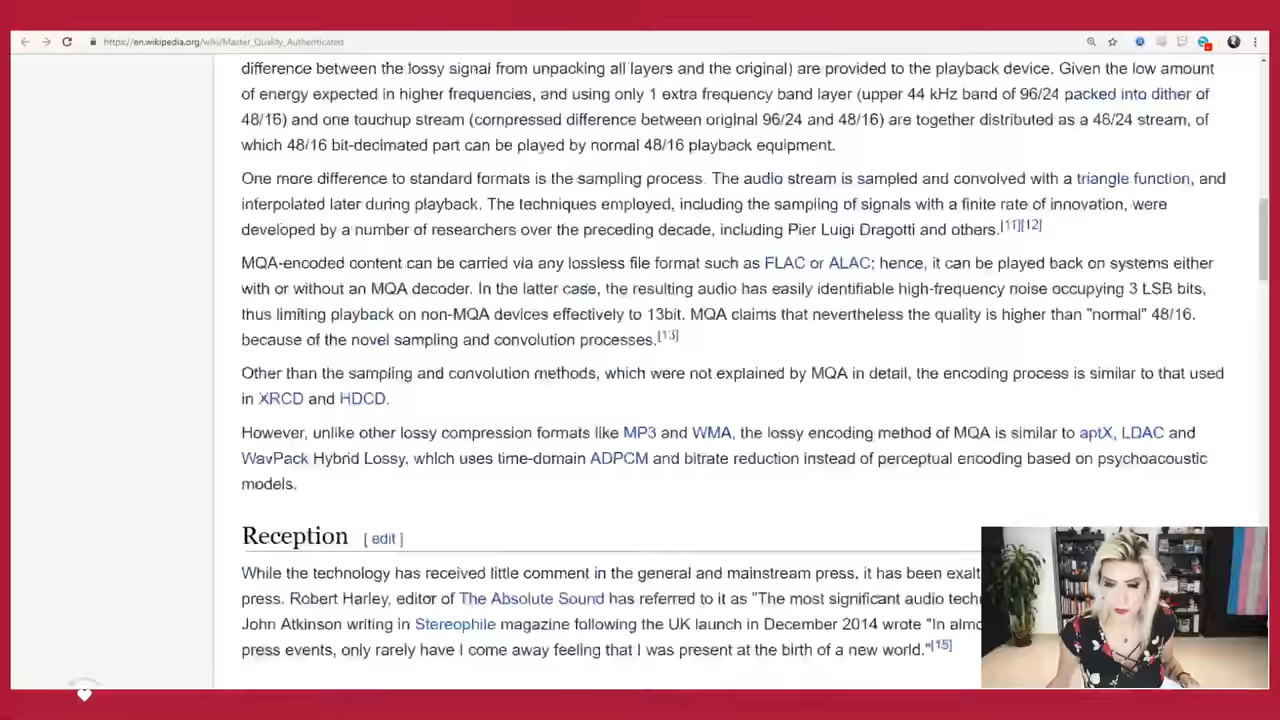 https://en.wikipedia.org/wiki/Master_Quality_Authenticated
difference between the lossy signal from unpacking all layers and the original) are provided to the playback device. Given the low amount
of energy expected in higher frequencies, and using only 1 extra frequency band layer (upper 44 kHz band of 96/24 packed into dither of
48/16) and one touchup stream (compressed difference between original 96/24 and 48/16) are together distributed as a 48/24 stream, of
which 48/16 bit-decimated part can be played by normal 48/16 playback equipment.
One more difference to standard formats is the sampling process. The audio stream is sampled and convolved with a triangle function, and
interpolated later during playback. The techniques employed, including the sampling of signals with a finite rate of innovation, were
developed by a number of researchers over the preceding decade, including Pier Luigi Dragotti and others.[11][12]
MQA-encoded content can be carried via any lossless file format such as FLAC or ALAC; hence, it can be played back on systems either
with or without an MQA decoder. In the latter case, the resulting audio has easily identifiable high-frequency noise occupying 3 LSB bits,
thus limiting playback on non-MQA devices effectively to 13bit. MQA claims that nevertheless the quality is higher than "normal" 48/16.
because of the novel sampling and convolution processes.[13]
Other than the sampling and convolution methods, which were not explained by MQA in detail, the encoding process is similar to that used
in XRCD and HDCD.
However, unlike other lossy compression formats like MP3 and WMA, the lossy encoding method of MQA is similar to aptX, LDAC and
WavPack Hybrid Lossy, which uses time-domain ADPCM and bitrate reduction instead of perceptual encoding based on psychoacoustic
models.
Reception [ edit ]
While the technology has received little comment in the general and mainstream press, it has been exalt
press. Robert Harley, editor of The Absolute Sound has referred to it as "The most significant audio tech
John Atkinson writing in Stereophile magazine following the UK launch in December 2014 wrote "In almo
press events, only rarely have I come away feeling that I was present at the birth of a new world."[15]